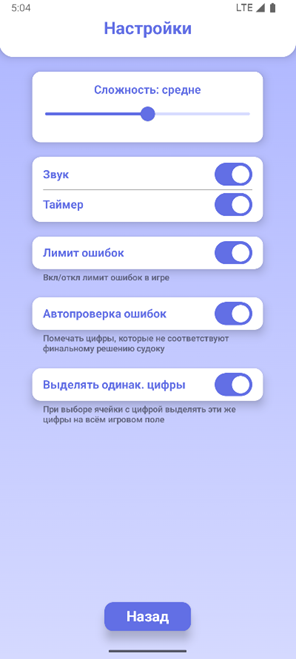 5:04 LTE
Настройки
Сложность: средне
Звук
Таймер
Лимит ошибок
Вкл/откл лимит ошибок в игре
Автопроверка ошибок
Помечать цифры, которые не соответствуют
финальному решению судоку
Выделять одинак. цифры
При выборе ячейки с цифрой выделять эти же
цифры на всём игровом поле
Назад